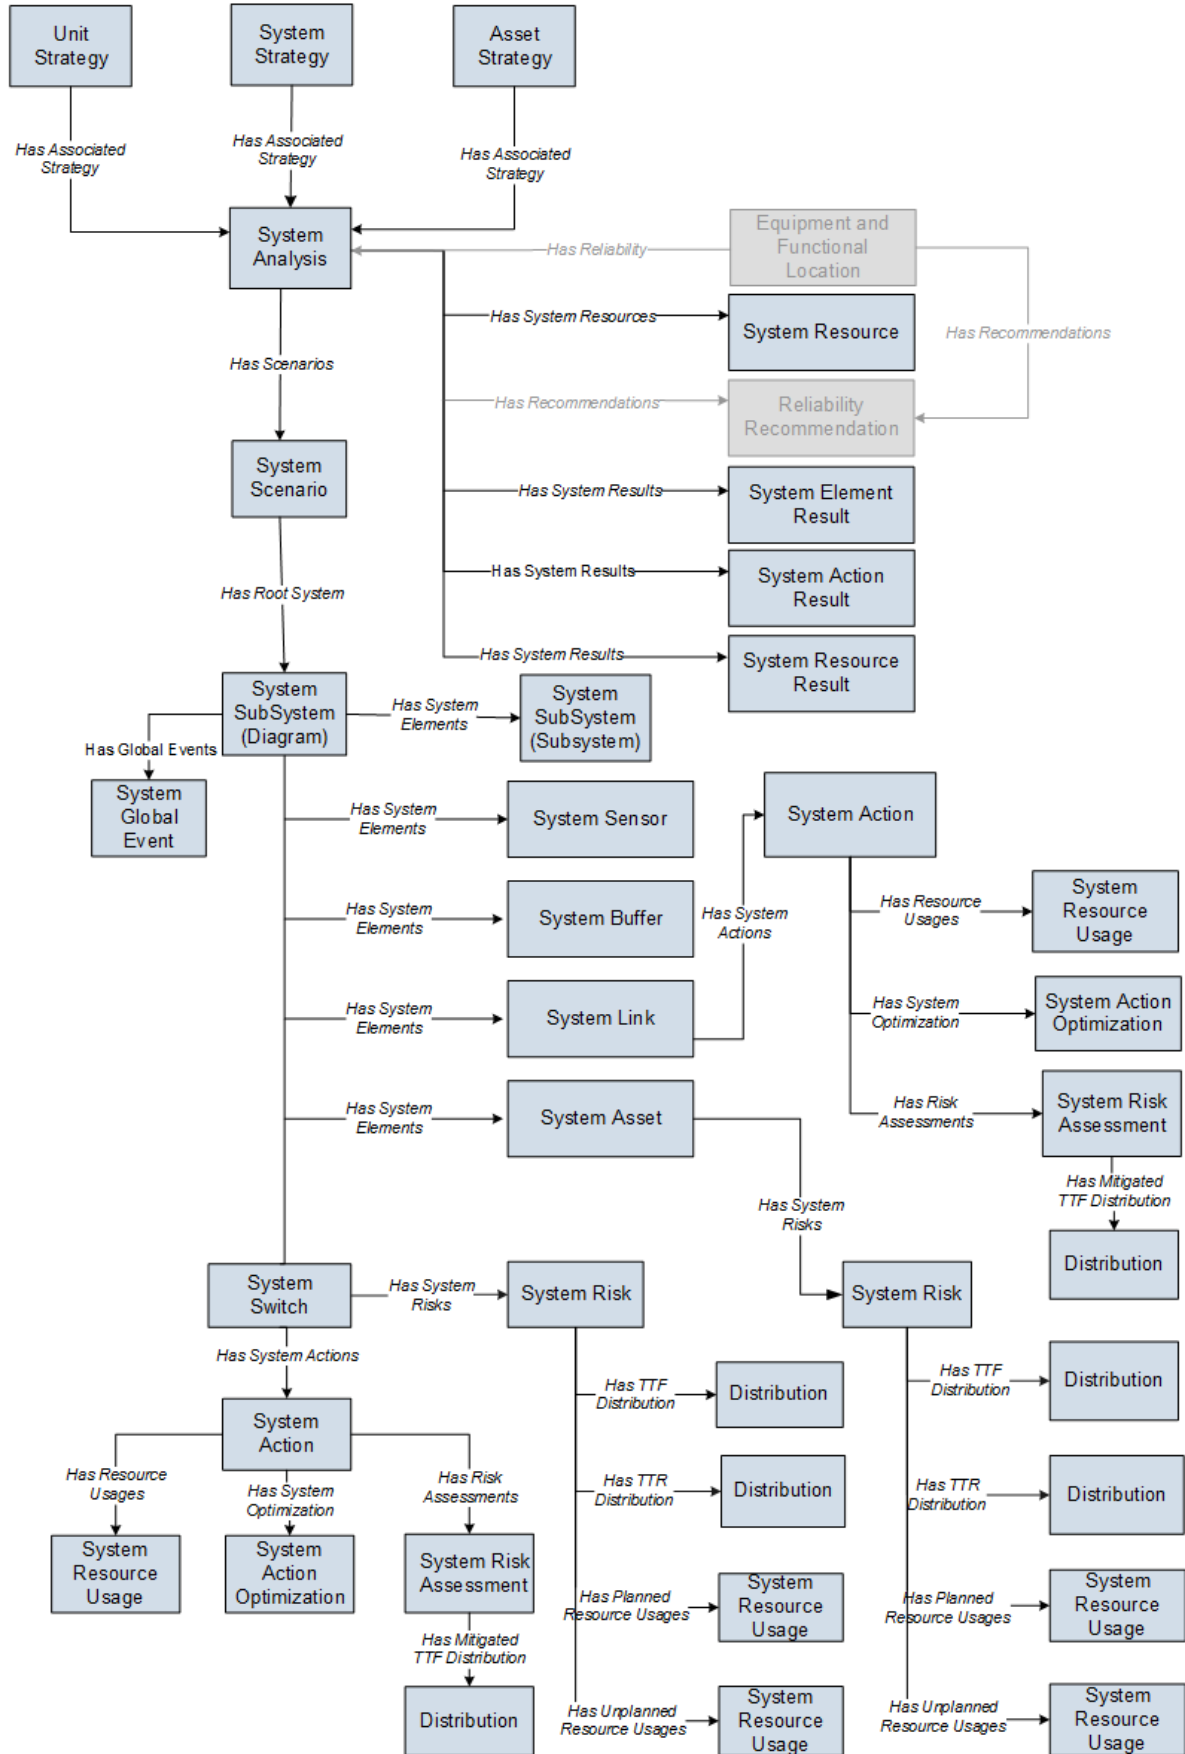 Unit
Strategy
System
Strategy
Asset
Strategy
Has Associated
Strategy
Has Associated
Strategy
Has Associated
Strategy
System
Analysis
Equipment and
Functional
Location
Has Reliability
Has System Resources
System Resource
Has Recommendations
Has Scenarios
Has Recommendations
Reliability
Recommendation
System
Scenario
Has System Results
System Element
Result
Has System Results
System Action
Result
Has Root System
Has System Results
System Resource
Result
System
SubSystem
(Diagram)
Has System
Elements
System
SubSystem
(Subsystem)
Has Global Events
System
Global
Event
Has System
Elements
System Sensor
System Action
Has System
Elements
System Buffer
Has System
Actions
Has Resource
Usages
System
Resource
Usage
Has System
Elements
System Link
Has System
Optimization
System Action
Optimization
Has System
Elements
System Asset
Has Risk
Assessments
System Risk
Assessment
Has Mitigated
TTF Distribution
Has System
Risks
Distribution
System
Switch
Has System
Risks
System Risk
System Risk
Has System Actions
Has TTF
Distribution
Distribution
Has TTF
Distribution
Distribution
System
Action
Has Resource
Usages
Has System
Optimization
Has Risk
Assessments
Has TTR
Distribution
Distribution
Has TTR
Distribution
Distribution
System
Resource
Usage
System
Action
Optimization
System Risk
Assessment
Has Planned
Resource Usages
System
Resource
Usage
Has Planned
Resource Usages
System
Resource
Usage
Has Mitigated
TTF Distribution
Distribution
Has Unplanned
Resource Usages
System
Resource
Usage
Has Unplanned
Resource Usages
System
Resource
Usage